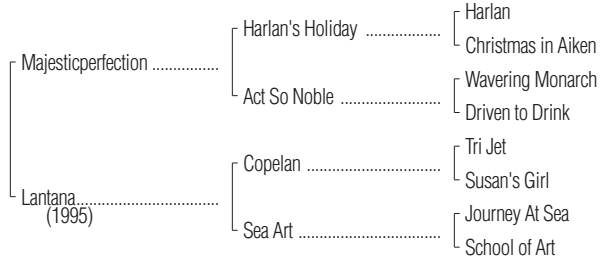 Harlan
Harlan's Holiday ..................
Christmas in Aiken
Majesticperfection ................
Wavering Monarch
Act So Noble ........................
Driven to Drink
Tri Jet
Copelan ................................
Susan's Girl
Lantana..................................
(1995)
Journey At Sea
Sea Art ..................................
School of Art